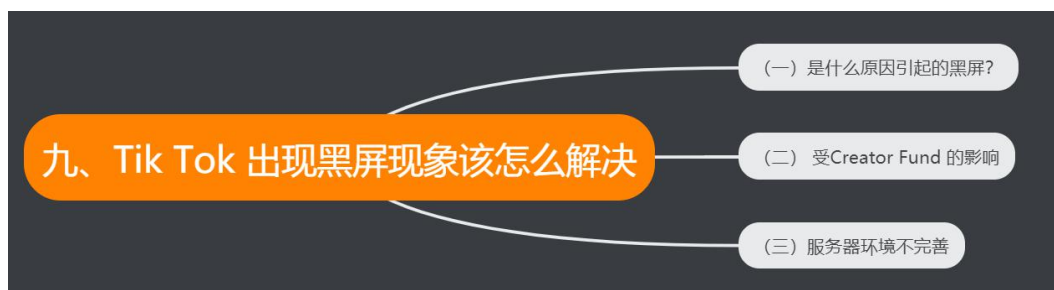 九、Tik Tok 出现黑屏现象该怎么解决
（一）是什么原因引起的黑屏？
（二） 受Creator Fund 的影响
（三）服务器环境不完善